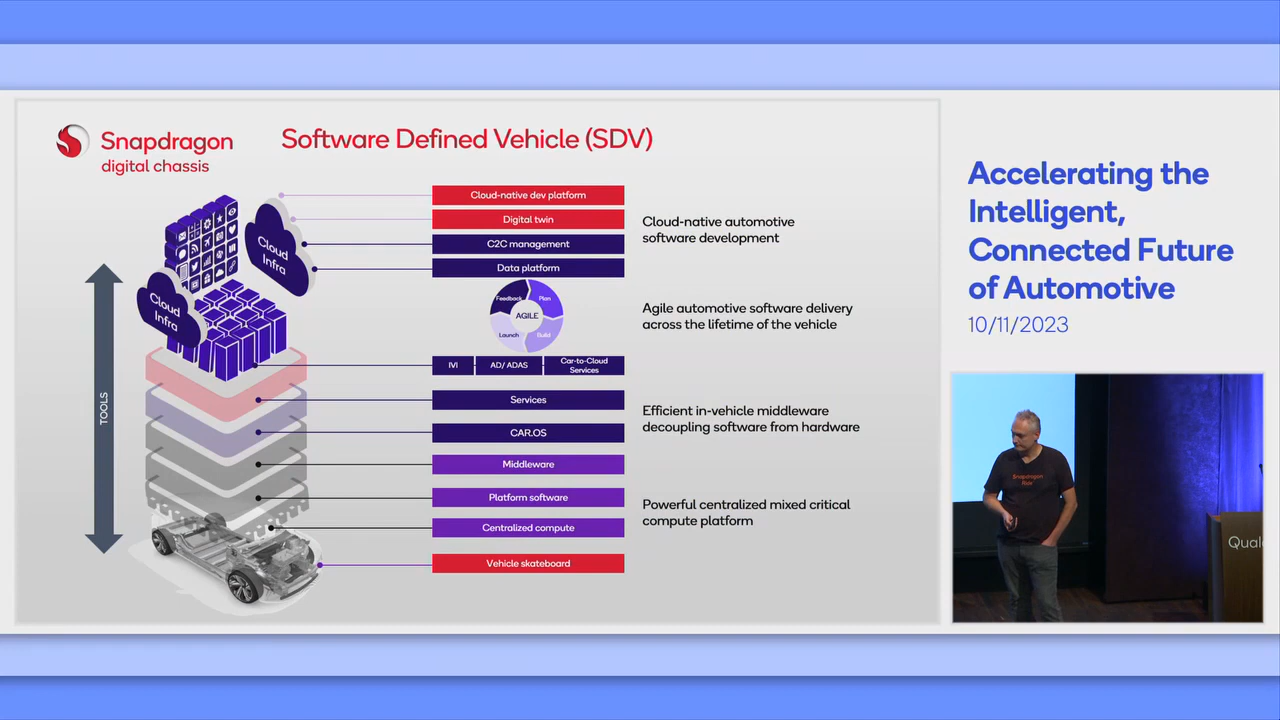 Snapdragon
digital chassis
Software Defined Vehicle (SDV)
Cloud
Infra
Cloud
Infra
TOOLS
Cloud-native dev platform
Digital twin
C2C management
Data platform
Feedback
Plan
AGILE
Launch
Build
IVI
AD/ ADAS
Car-to-Cloud
Services
Services
CAR.OS
Middleware
Platform software
Centralized compute
Vehicle skateboard
Cloud-native automotive
software development
Agile automotive software delivery
across the lifetime of the vehicle
Efficient in-vehicle middleware
decoupling software from hardware
Powerful centralized mixed critical
compute platform
Accelerating the
Intelligent,
Connected Future
of Automotive
10/11/2023
Snapdragon
Ride
Qual